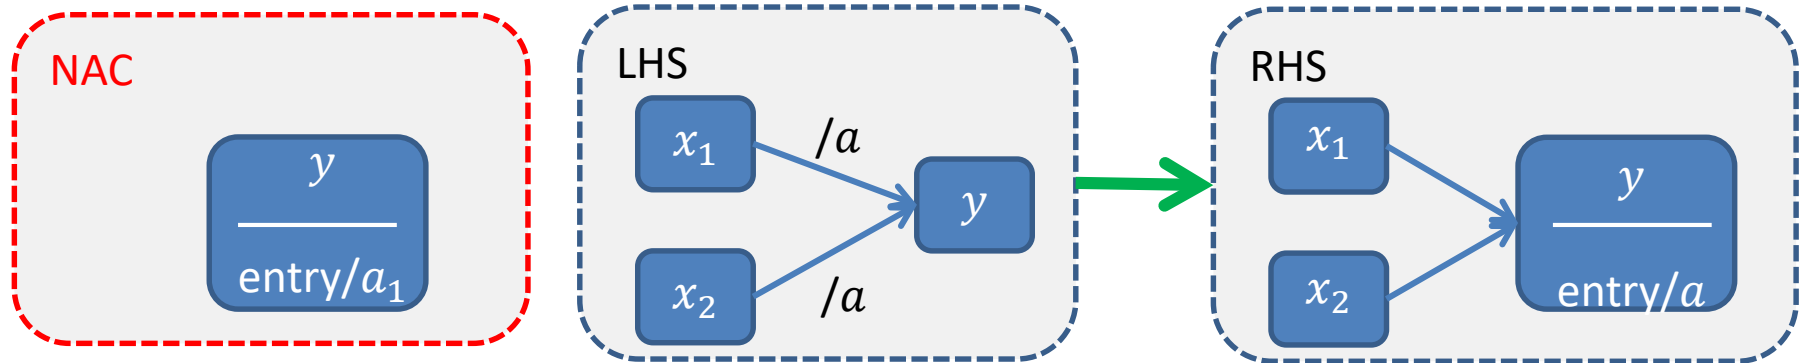 NAC
y
entry/a₁
LHS
x₁
/a
y
x₂
/a
RHS
x₁
y
entry/a
x₂